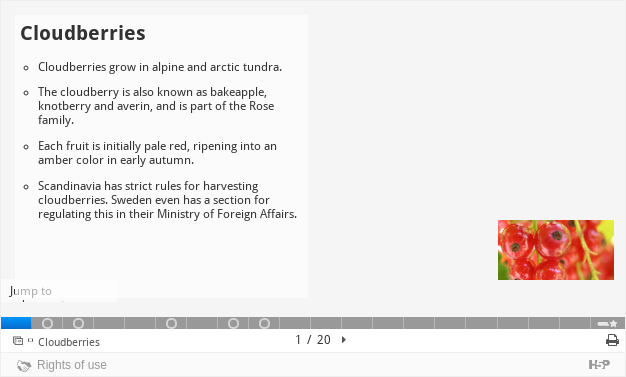 Cloudberries
Cloudberries grow in alpine and arctic tundra.
The cloudberry is also known as bakeapple,
knotberry and averin, and is part of the Rose
family.
Each fruit is initially pale red, ripening into an
amber color in early autumn.
Scandinavia has strict rules for harvesting
cloudberries. Sweden even has a section for
regulating this in their Ministry of Foreign Affairs.
Jump to
Cloudberries
1 / 20
Rights of use
H5P